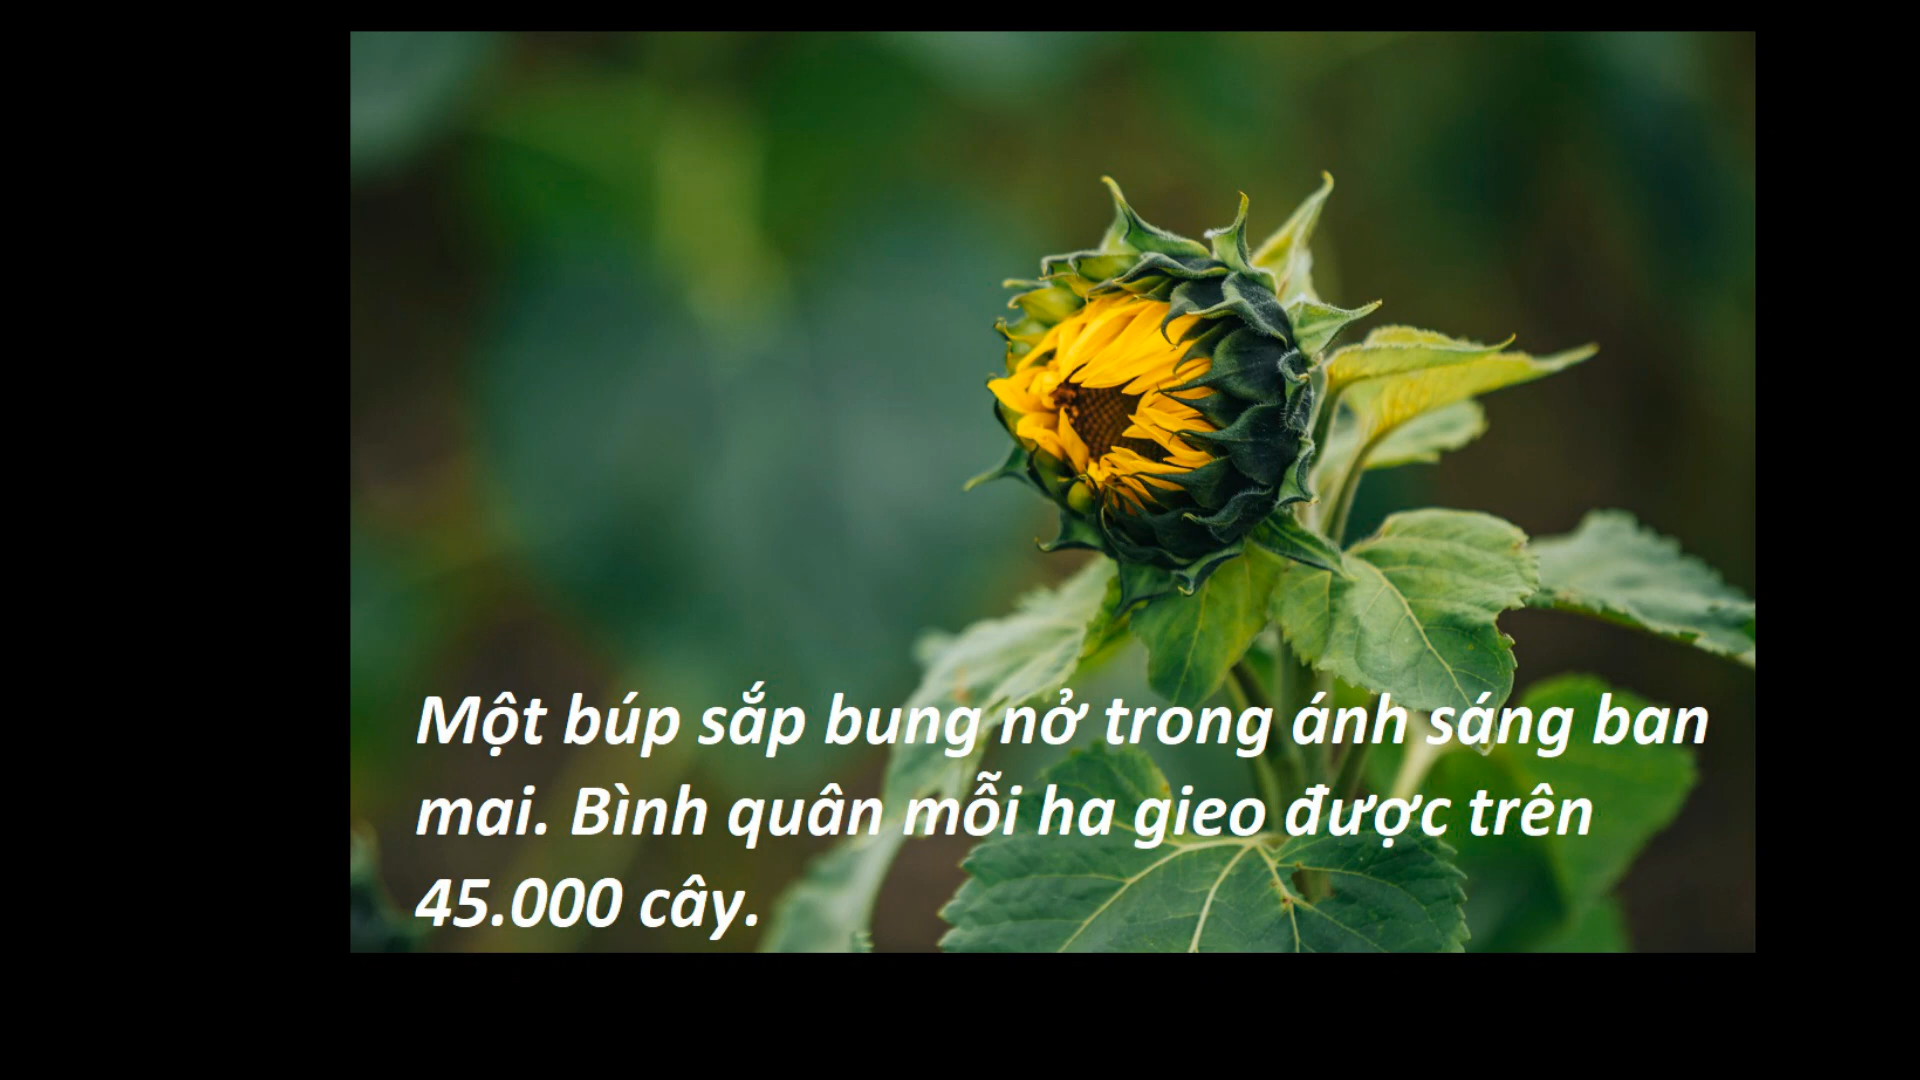 Một búp sắp bung nở trong ánh sáng ban
mai. Bình quân mỗi ha gieo được trên
45.000 cây.